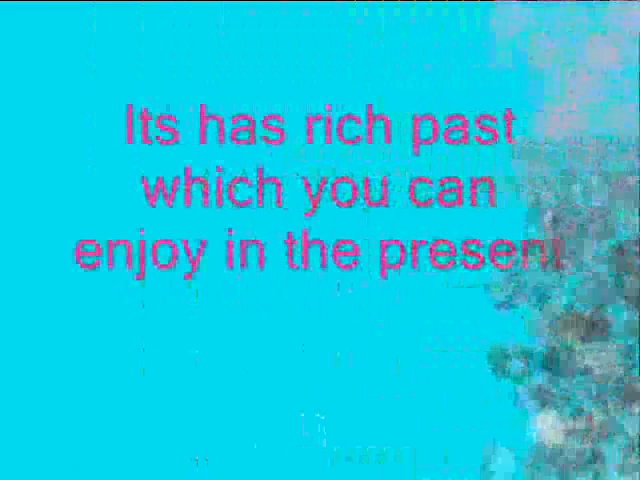 Its has rich past
which you can
enjoy in the present